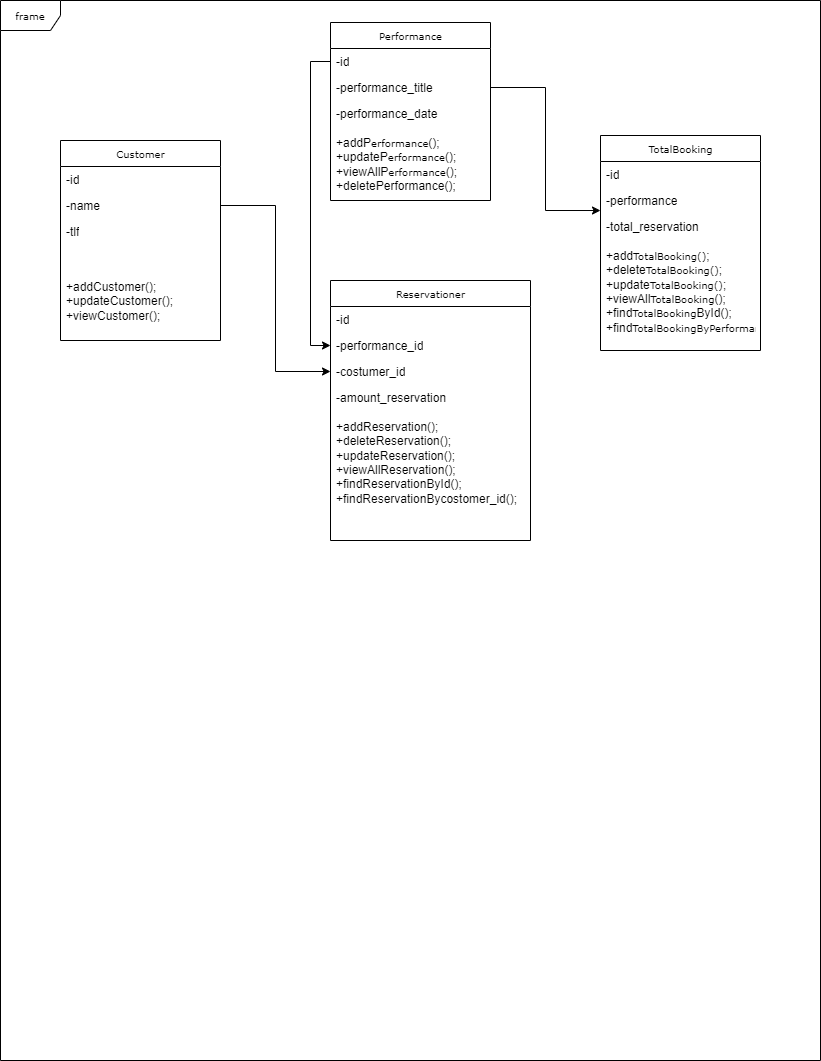 frame
Performance
-id
-performance_title
-performance_date
+addPerformance();
+updatePerformance();
+viewAllPerformance();
+deletePerformance();
Customer
-id
-name
-tlf
+addCustomer();
+updateCustomer();
+viewCustomer();
TotalBooking
-id
-performance
-total_reservation
+addTotalBooking();
+deleteTotalBooking();
+updateTotalBooking();
+viewAllTotalBooking();
+findTotalBookingById();
+findTotalBookingByPerforma
Reservationer
-id
-performance_id
-costumer_id
-amount_reservation
+addReservation();
+deleteReservation();
+updateReservation();
+viewAllReservation();
+findReservationById();
+findReservationBycostomer_id();